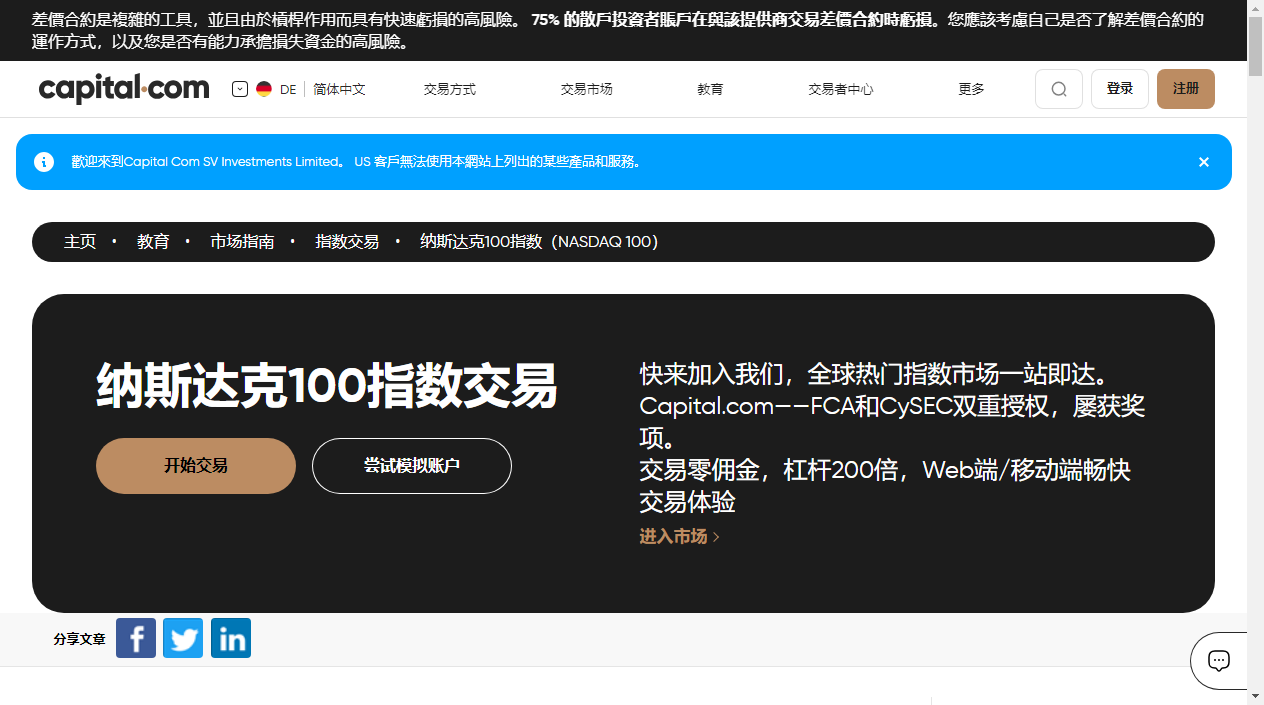 差價合約是複雜的工具，並且由於槓桿作用而具有快速虧損的高風險。 75% 的散戶投資者賬戶在與該提供商交易差價合約時虧損。您應該考慮自己是否了解差價合約的
運作方式，以及您是否有能力承擔損失資金的高風險。
capital.com
DE
简体中文
交易方式
交易市场
教育
交易者中心
更多
登录
注册
歡迎來到Capital Com SV Investments Limited。 US 客戶無法使用本網站上列出的某些產品和服務。
主页 • 教育 • 市场指南 • 指数交易 • 纳斯达克100指数（NASDAQ 100）
纳斯达克100指数交易
开始交易
尝试模拟账户
快来加入我们，全球热门指数市场一站即达。
Capital.com——FCA和CySEC双重授权，屡获奖
项。
交易零佣金，杠杆200倍，Web端/移动端畅快
交易体验
进入市场
分享文章